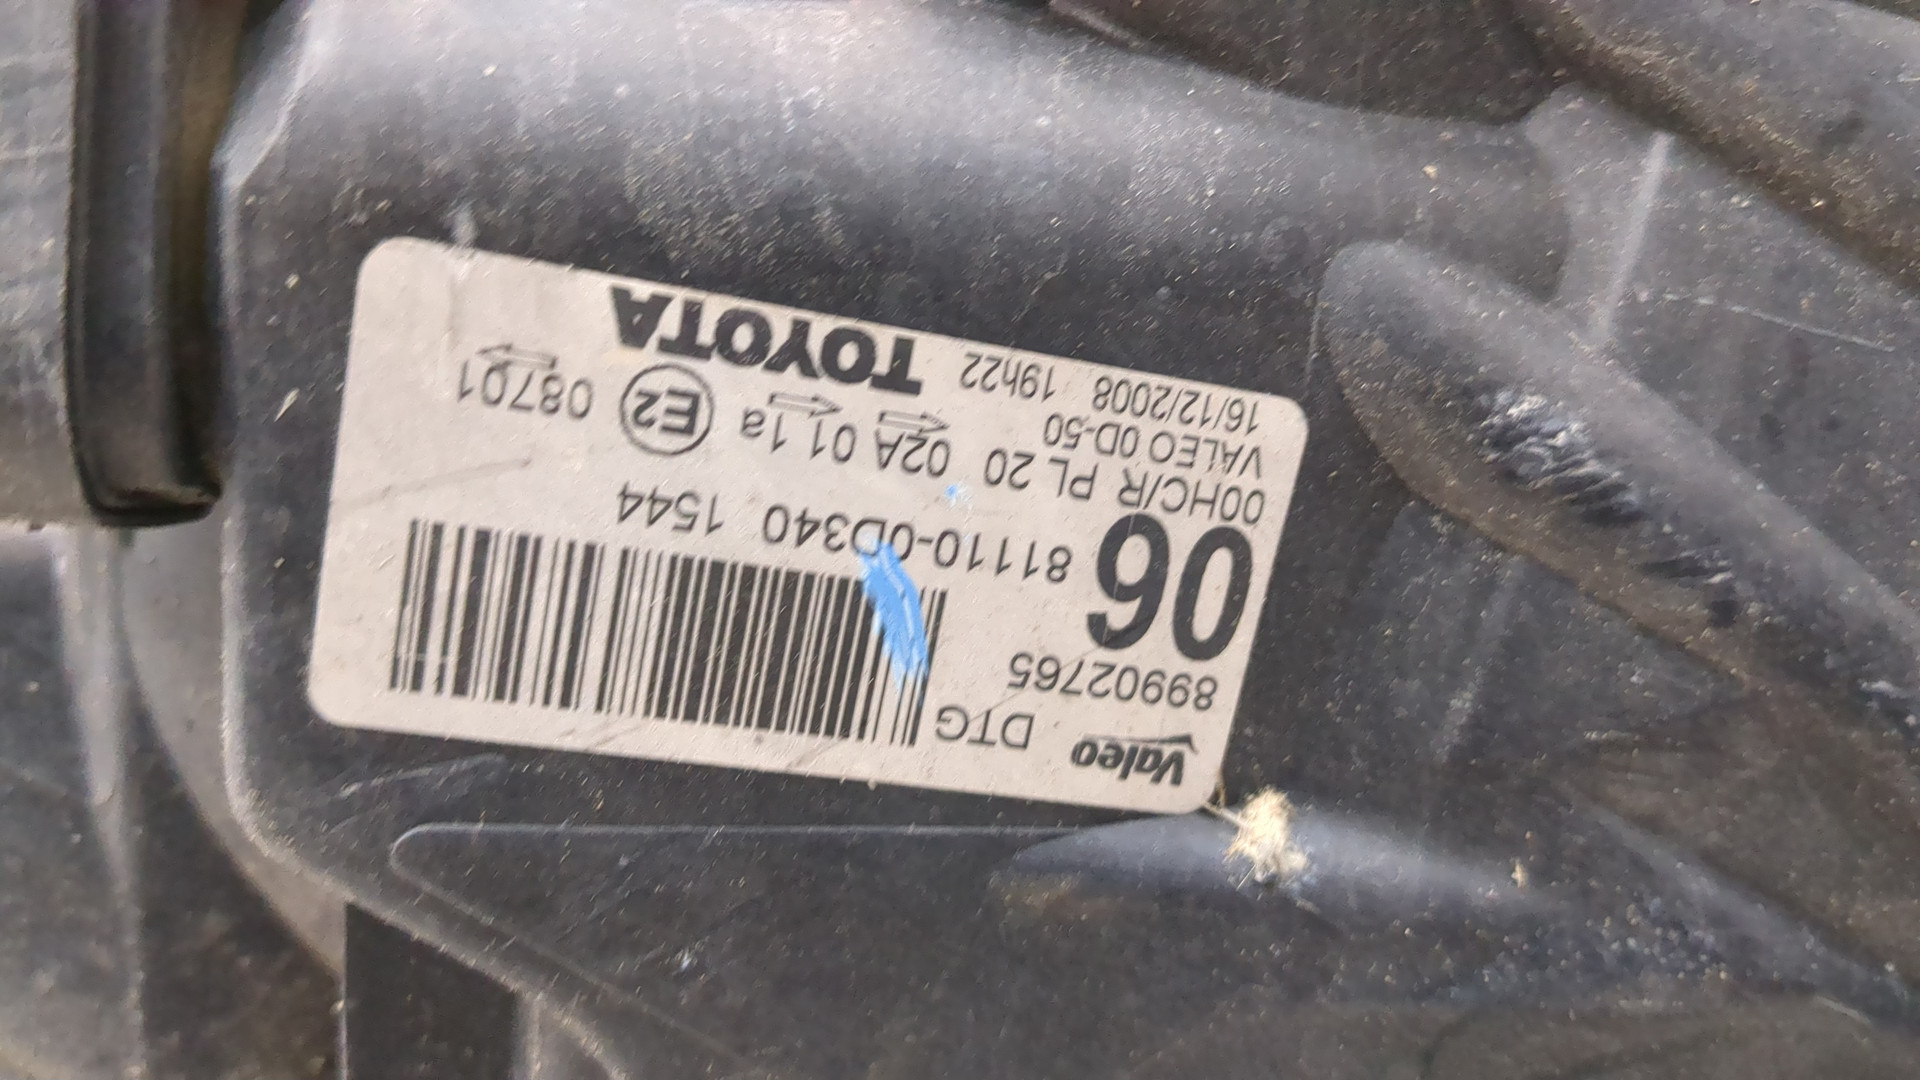 Valeo DTG
89902765
06 81110-0D340 1544
00HC/R PL 20 02A 01 1a E2 08701
VALEO 0D-50
16/12/2008 19h22 TOYOTA